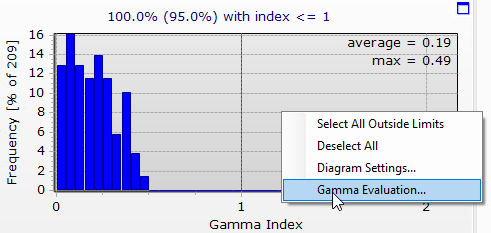 100.0% (95.0%) with index <= 1
average = 0.19
max = 0.49
Frequency [% of 209]
16
14
12
10
8
6
4
2
0
0
1
2
Gamma Index
Select All Outside Limits
Deselect All
Diagram Settings...
Gamma Evaluation...